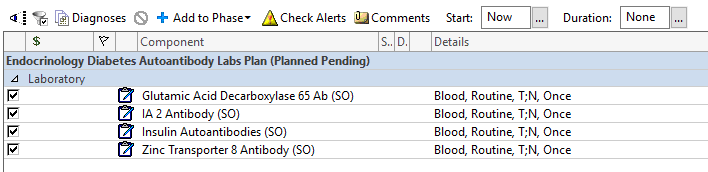 Diagnoses Add to Phase Check Alerts Comments Start: Now ... Duration: None ...
$ Component S.. D. Details
Endocrinology Diabetes Autoantibody Labs Plan (Planned Pending)
Laboratory
Glutamic Acid Decarboxylase 65 Ab (SO) Blood, Routine, T;N, Once
IA 2 Antibody (SO) Blood, Routine, T;N, Once
Insulin Autoantibodies (SO) Blood, Routine, T;N, Once
Zinc Transporter 8 Antibody (SO) Blood, Routine, T;N, Once